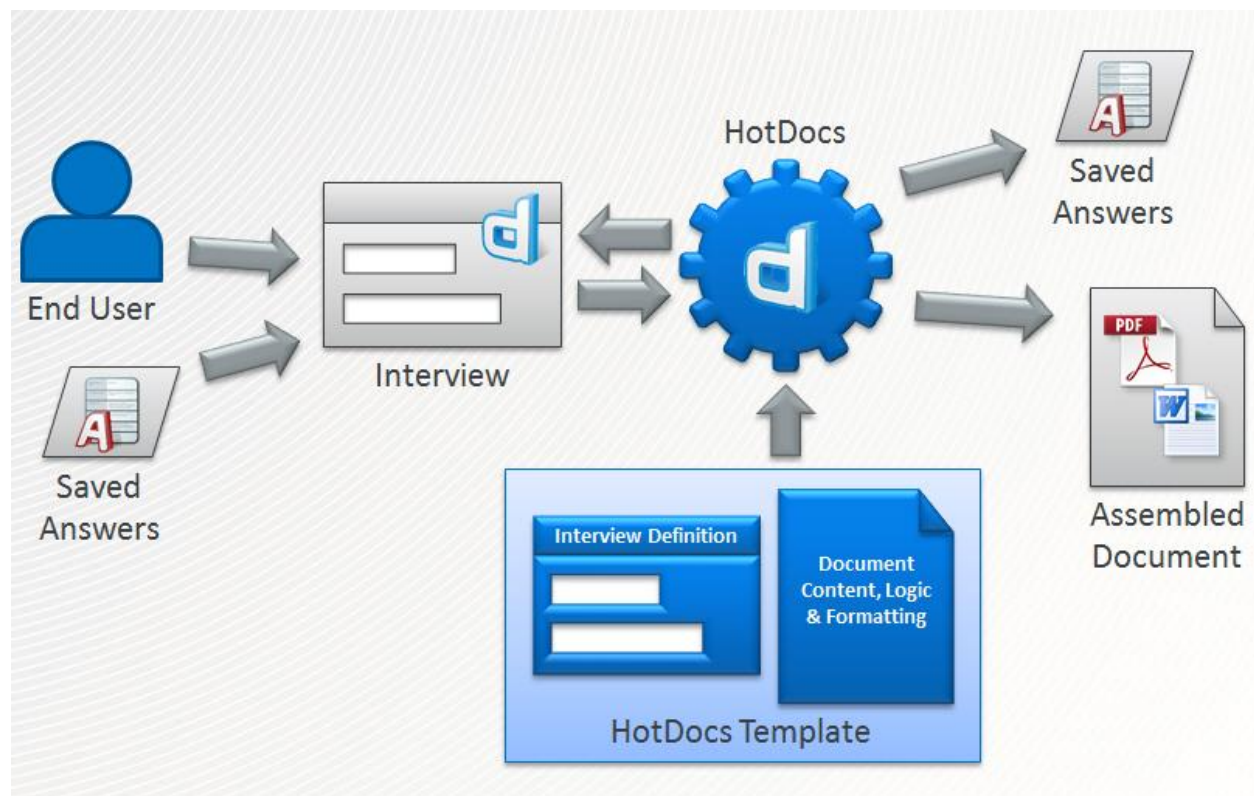 HotDocs
Saved
Answers
End User
Interview
Saved
Answers
PDF
W
A
A
Assembled
Document
Interview Definition
Document
Content, Logic
& Formatting
HotDocs Template